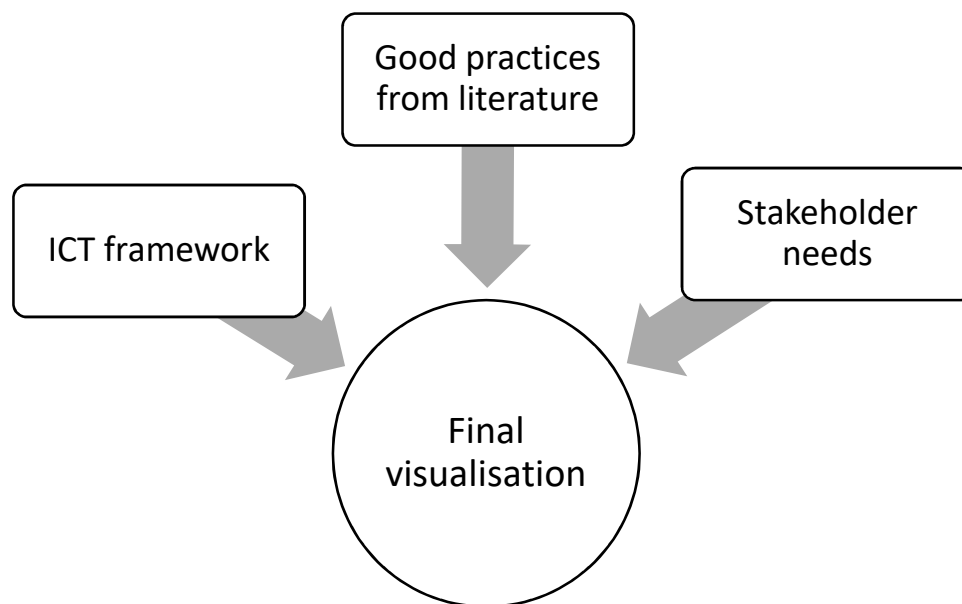 Good practices
from literature
ICT framework
Stakeholder
needs
Final
visualisation